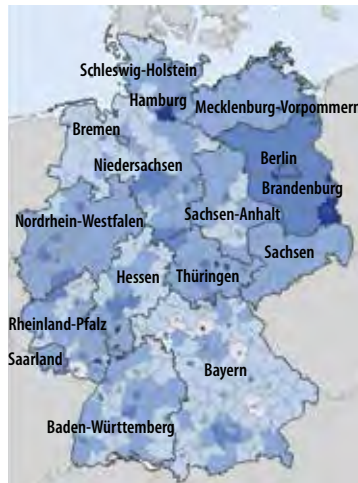 Schleswig-Holstein
Hamburg
Mecklenburg-Vorpommern
Bremen
Berlin
Niedersachsen
Brandenburg
Nordrhein-Westfalen
Sachsen-Anhalt
Sachsen
Hessen
Thüringen
Rheinland-Pfalz
Saarland
Bayern
Baden-Württemberg